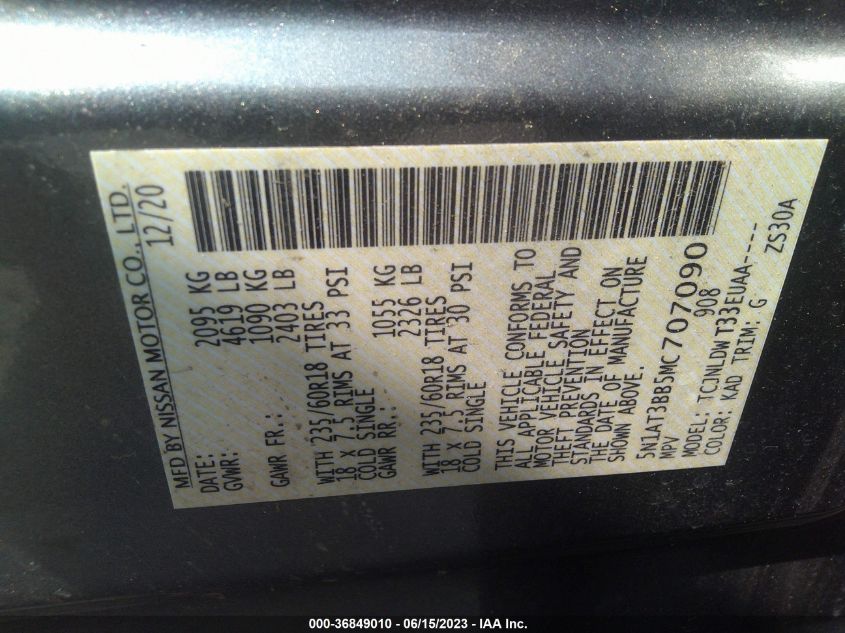 MFD BY NISSAN MOTOR CO., LTD.
DATE: 12/20
GVWR: 2095 KG
4619 LB
GAWR FR.: 1090 KG
2403 LB
WITH 235/60R18 TIRES
18 X 7.5 RIMS AT 33 PSI
COLD SINGLE
GAWR RR.: 1055 KG
2326 LB
WITH 235/60R18 TIRES
18 X 7.5 RIMS AT 30 PSI
COLD SINGLE
THIS VEHICLE CONFORMS TO
ALL APPLICABLE FEDERAL
MOTOR VEHICLE SAFETY AND
THEFT PREVENTION
STANDARDS IN EFFECT ON
THE DATE OF MANUFACTURE
SHOWN ABOVE.
5N1AT3BB5MC707090
MPV 908
MODEL: TCJNLDWT33EUAA----
COLOR: KAD TRIM: G ZS30A
000-36849010 - 06/15/2023 - IAA Inc.